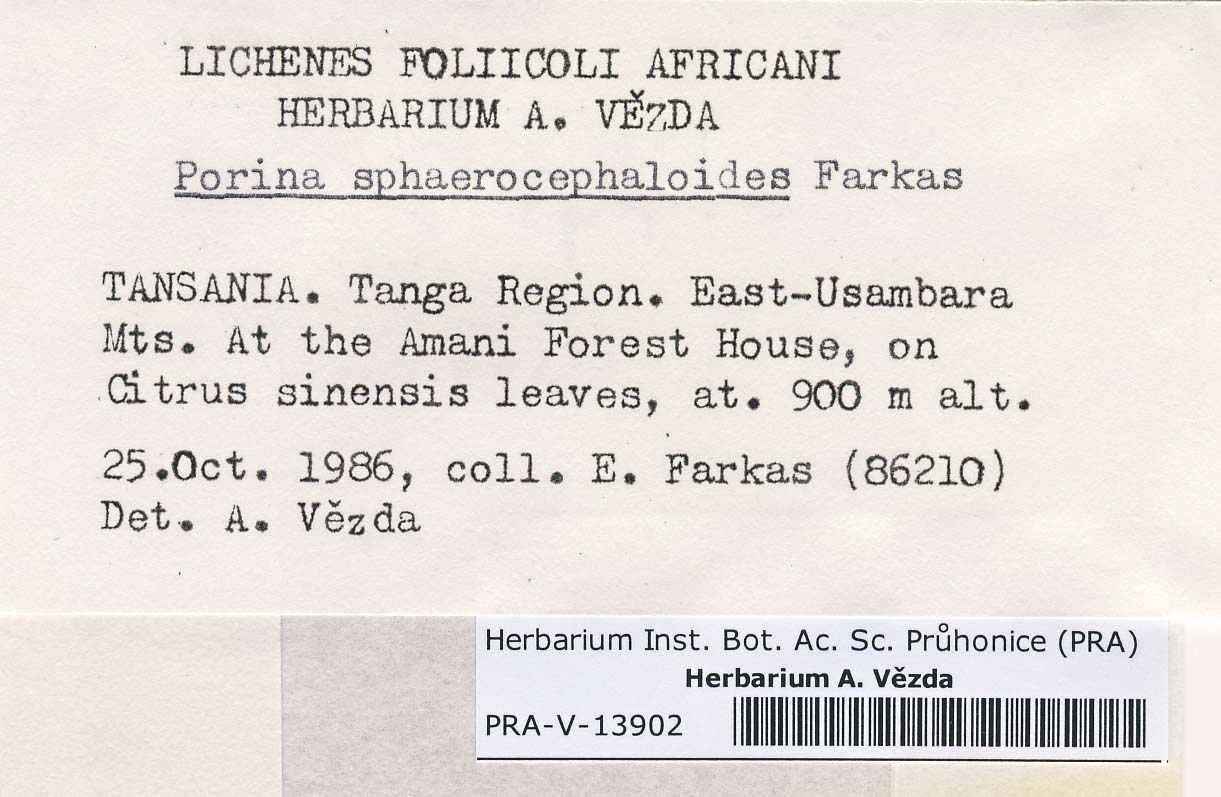 LICHENES FOLIICOLI AFRICANI
HERBARIUM A. VĚZDA
Porina sphaerocephaloides Farkas
TANSANIA. Tanga Region. East-Usambara
Mts. At the Amani Forest House, on
Citrus sinensis leaves, at. 900 m alt.
25.Oct. 1986, coll. E. Farkas (86210)
Det. A. Vězda
Herbarium Inst. Bot. Ac. Sc. Průhonice (PRA)
Herbarium A. Vězda
PRA-V-13902